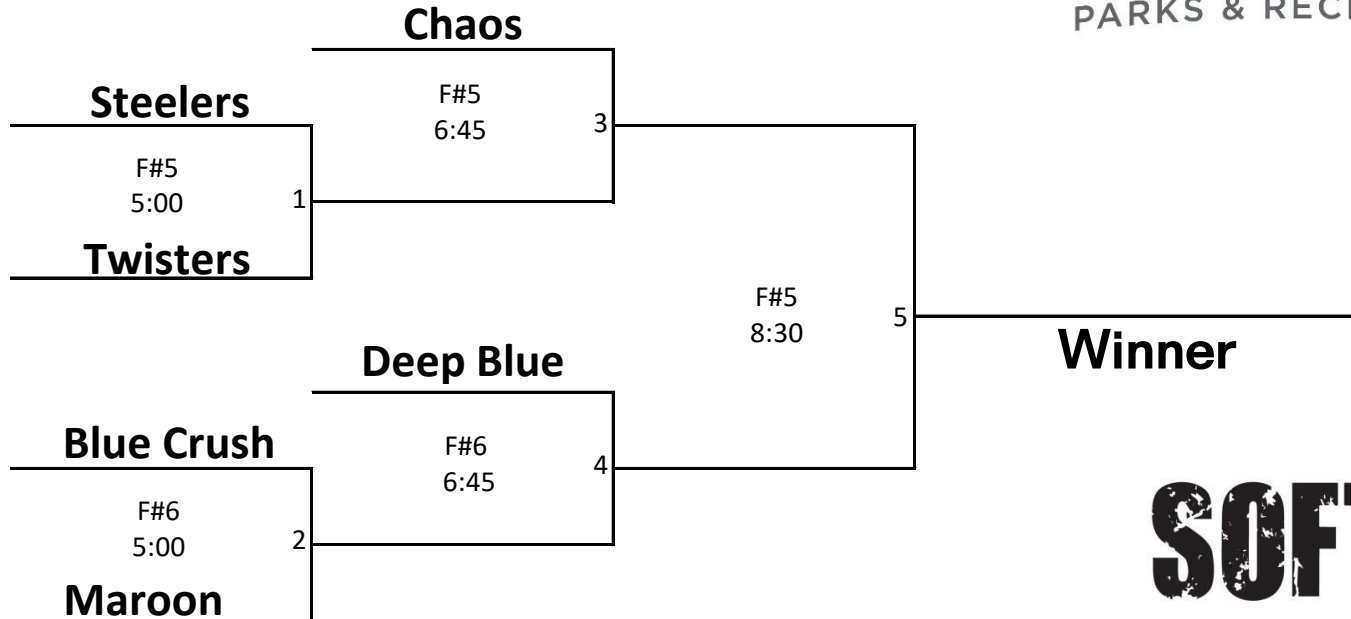 PARKS & REC
Chaos
Steelers
F#5
6:45
3
F#5
5:00
1
Twisters
F#5
8:30
5
Winner
Deep Blue
Blue Crush
F#6
6:45
4
F#6
5:00
2
Maroon
SOFT